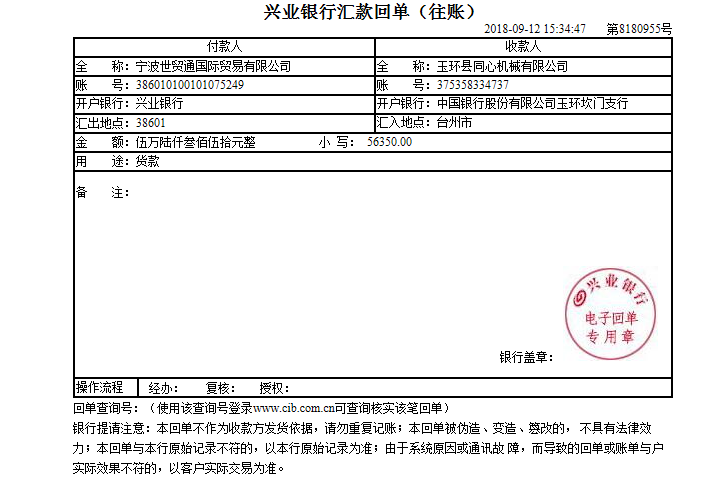 兴业银行汇款回单（往账）
2018-09-12 15:34:47 第8180955号
付款人 收款人
全 称：宁波世贸通国际贸易有限公司 全 称：玉环县同心机械有限公司
账 号：386010100101075249 账 号：375358334737
开户银行：兴业银行 开户银行：中国银行股份有限公司玉环坎门支行
汇出地点：38601 汇入地点：台州市
金 额：伍万陆仟叁佰伍拾元整 小 写： 56350.00
用 途：货款
备 注：
兴业银行
电子回单
专用章
银行盖章：
操作流程 经办： 复核： 授权：
回单查询号：（使用该查询号登录www.cib.com.cn可查询核实该笔回单）
银行提请注意：本回单不作为收款方发货依据，请勿重复记账；本回单被伪造、变造、篡改的， 不具有法律效
力；本回单与本行原始记录不符的，以本行原始记录为准；由于系统原因或通讯故 障，而导致的回单或账单与户
实际效果不符的，以客户实际交易为准。